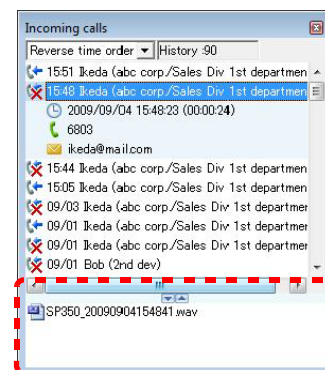 Incoming calls
Reverse time order History :90
15:51 Ikeda (abc corp./Sales Div 1st departmen
15:48 Ikeda (abc corp./Sales Div 1st departmen
2009/09/04 15:48:23 (00:00:24)
6803
ikeda@mail.com
15:44 Ikeda (abc corp./Sales Div 1st departmen
15:05 Ikeda (abc corp./Sales Div 1st departmen
09/03 Ikeda (abc corp./Sales Div 1st departmer
09/01 Ikeda (abc corp./Sales Div 1st departmer
09/01 Ikeda (abc corp./Sales Div 1st departmer
09/01 Bob (2nd dev)
SP350_20090904154841.wav